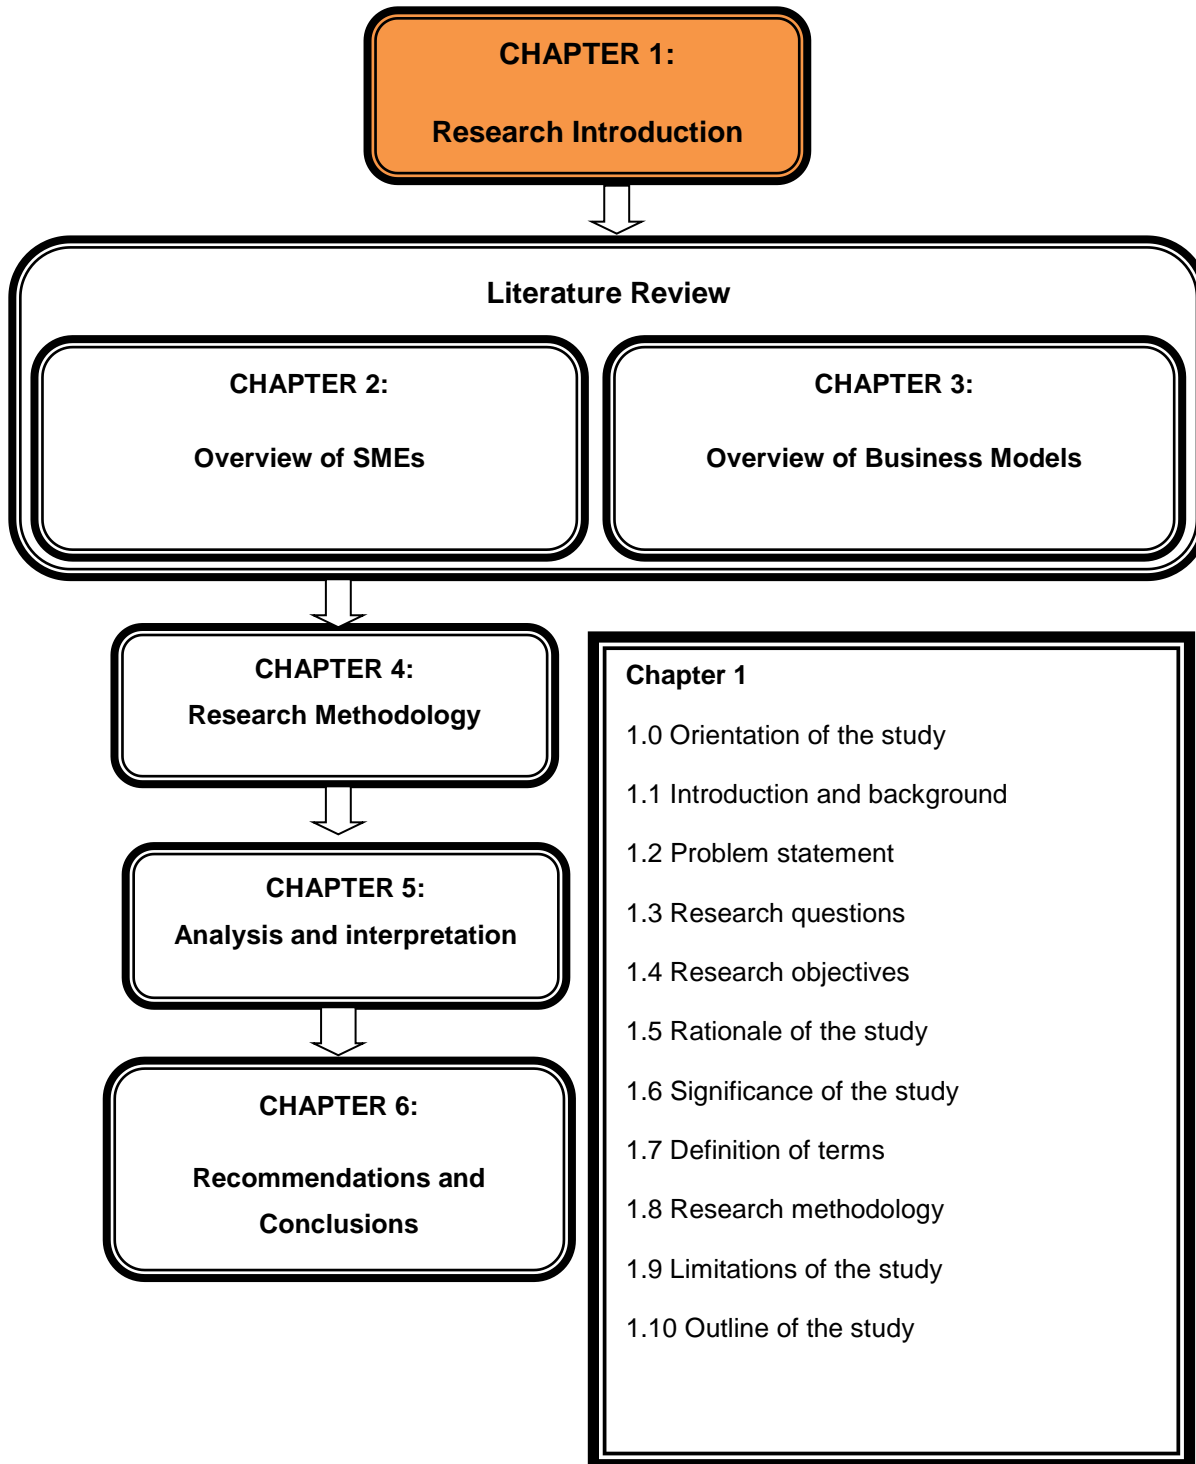 CHAPTER 1:
Research Introduction
Literature Review
CHAPTER 2:
Overview of SMEs
CHAPTER 3:
Overview of Business Models
CHAPTER 4:
Research Methodology
CHAPTER 5:
Analysis and interpretation
CHAPTER 6:
Recommendations and
Conclusions
Chapter 1
1.0 Orientation of the study
1.1 Introduction and background
1.2 Problem statement
1.3 Research questions
1.4 Research objectives
1.5 Rationale of the study
1.6 Significance of the study
1.7 Definition of terms
1.8 Research methodology
1.9 Limitations of the study
1.10 Outline of the study